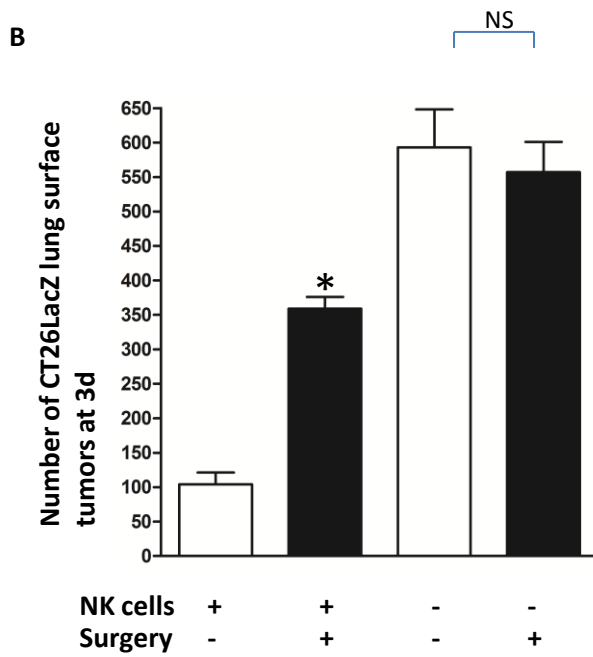 B
NS
Number of CT26LacZ lung surface
tumors at 3d
650
600
550
500
450
400
350
300
250
200
150
100
50
0
*
NK cells + + - -
Surgery - + - +